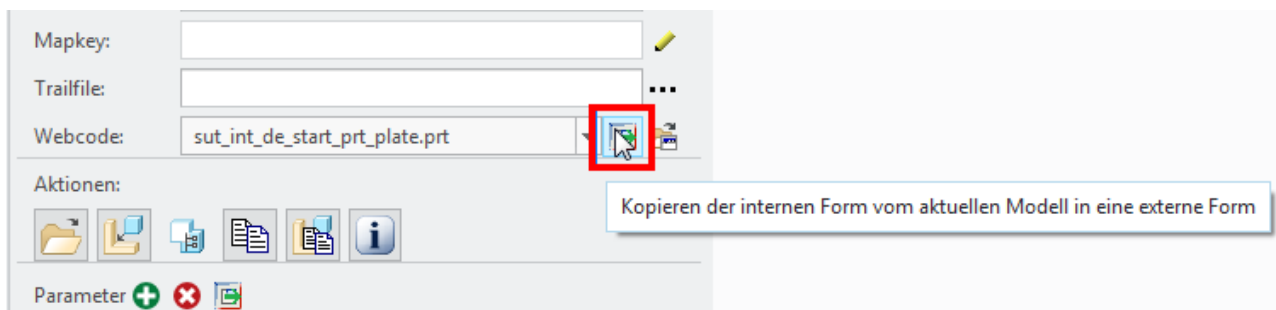 Mapkey:
Trailfile:
Webcode: sut_int_de_start_prt_plate.prt
Aktionen:
Kopieren der internen Form vom aktuellen Modell in eine externe Form
Parameter